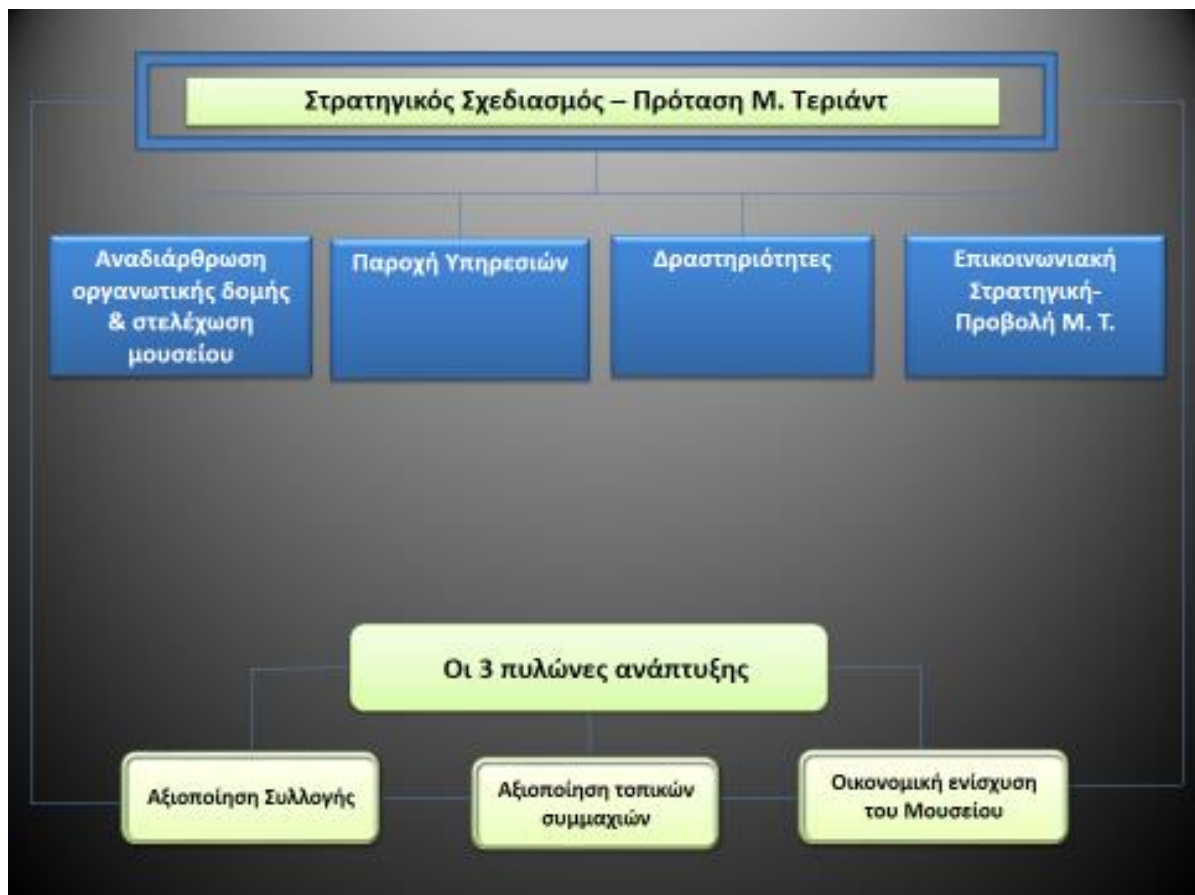 Στρατηγικός Σχεδιασμός – Πρόταση Μ. Τεριάντ
Αναδιάρθρωση
οργανωτικής δομής
& στελέχωση
μουσείου
Παροχή Υπηρεσιών
Δραστηριότητες
Επικοινωνιακή
Στρατηγική-
Προβολή Μ. Τ.
Οι 3 πυλώνες ανάπτυξης
Αξιοποίηση Συλλογής
Αξιοποίηση τοπικών
συμμαχιών
Οικονομική ενίσχυση
του Μουσείου